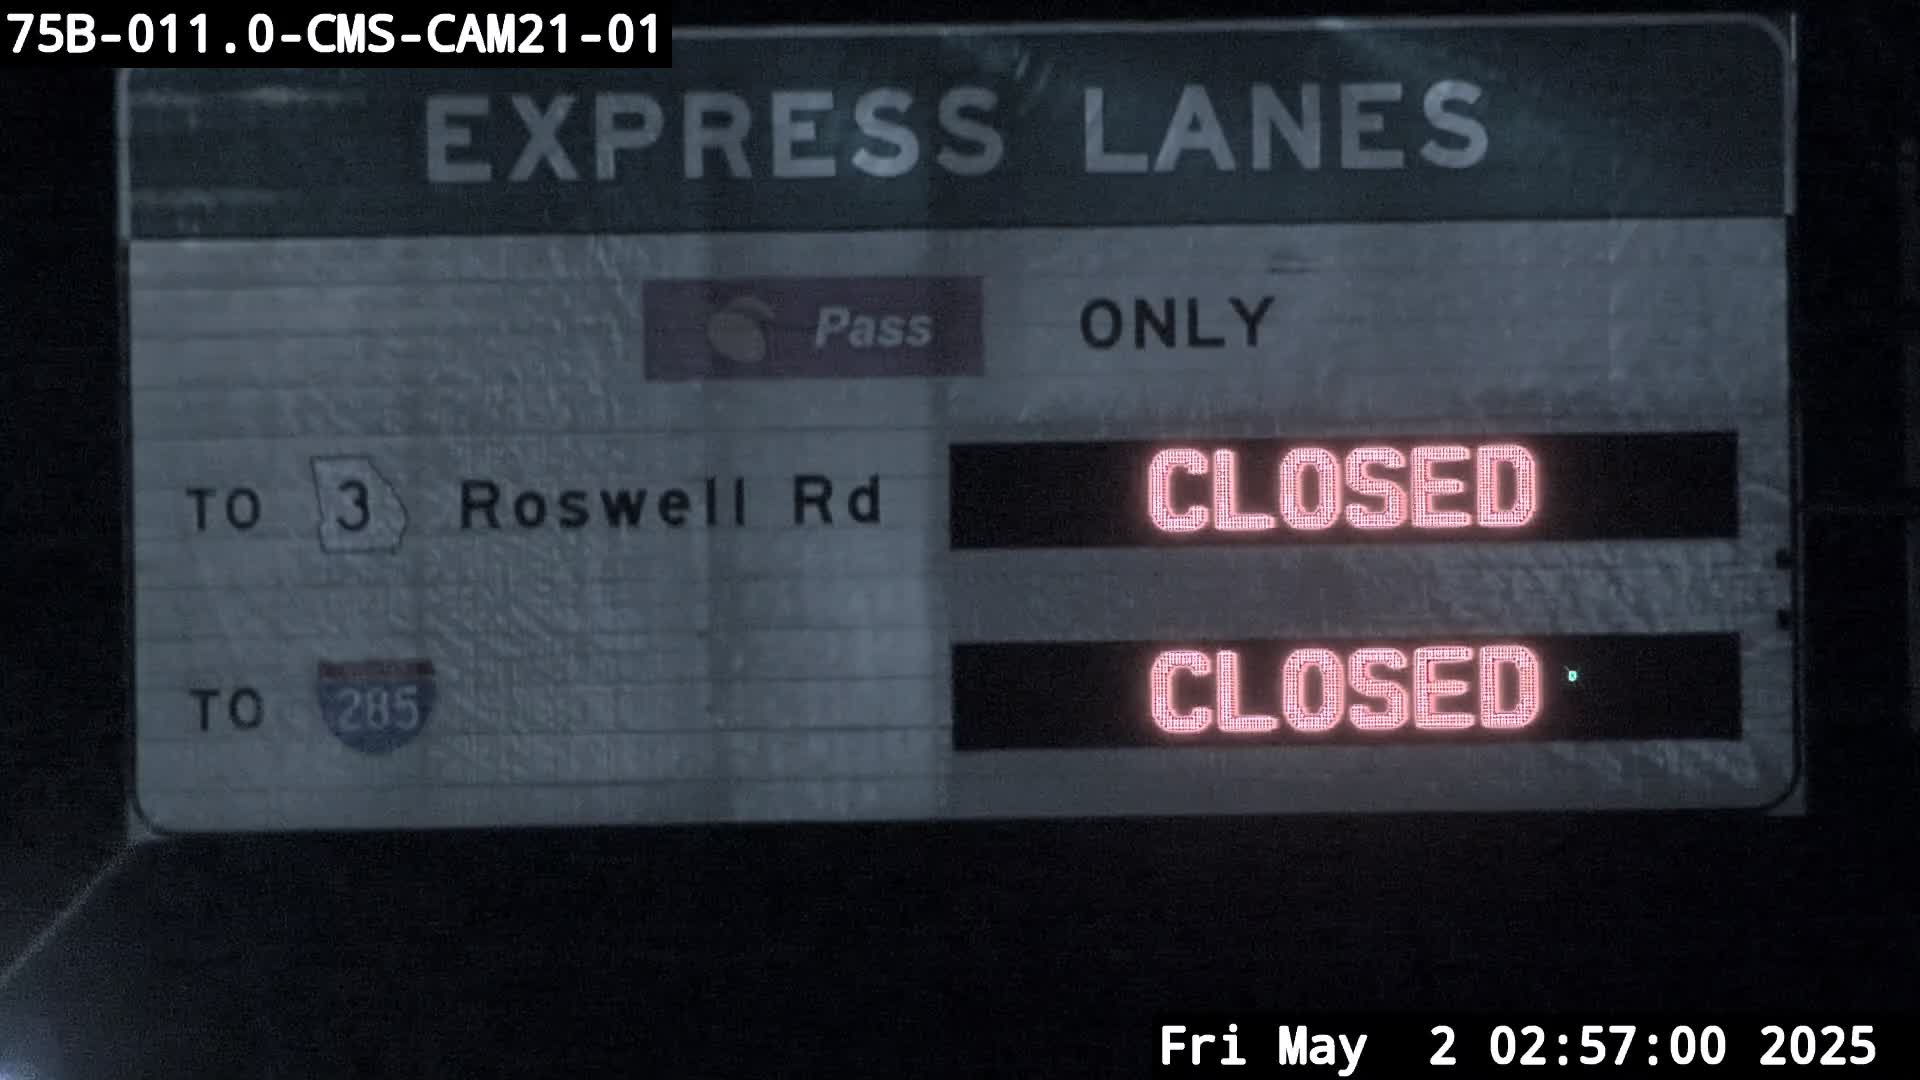 75B-011.0-CMS-CAM21-01
EXPRESS LANES
Pass ONLY
TO 3 Roswell Rd CLOSED
TO 285 CLOSED
Fri May 2 02:57:00 2025